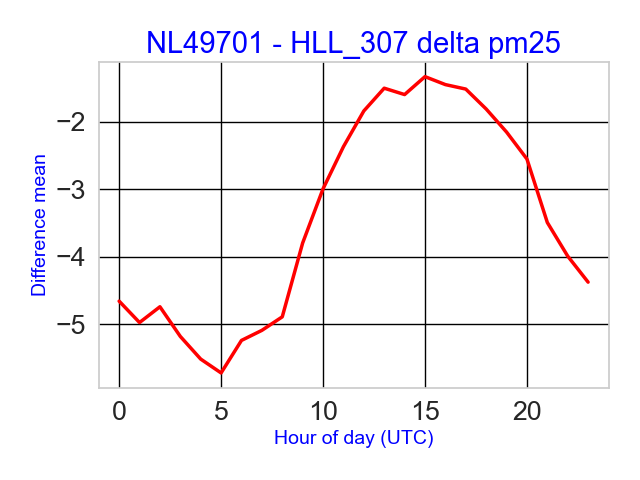 NL49701 - HLL_307 delta pm25
Difference mean
−2
−3
−4
−5
0 5 10 15 20
Hour of day (UTC)